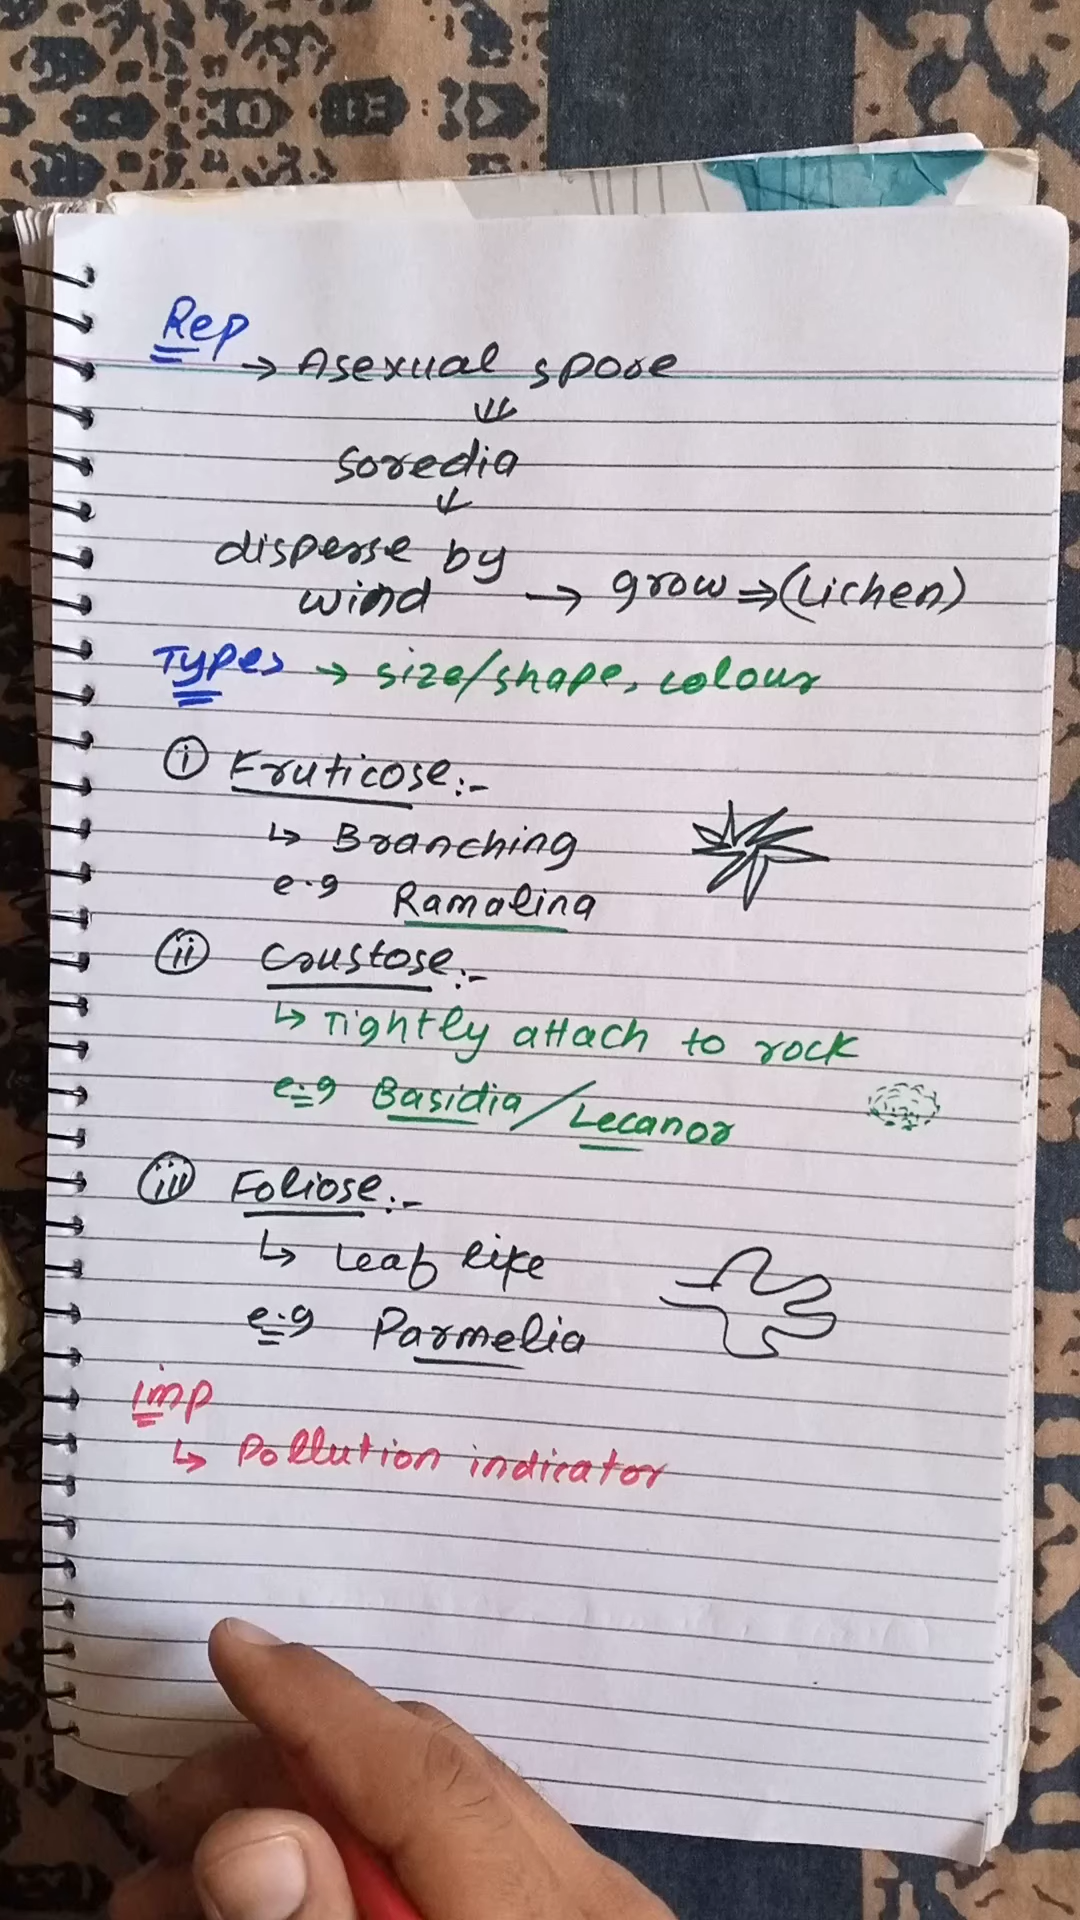 Rep
→ Asexual spore
⇓
soredia
↓
disperse by
wind → grow ⇒ (Lichen)
Types → size/shape, colour
(i) Fruticose:-
↳ Branching
e.g Ramalina
(ii) Crustose:-
↳ Tightly attach to rock
e.g Basidia/Lecanor
(iii) Foliose:-
↳ Leaf like
e.g Parmelia
imp
↳ Pollution indicator